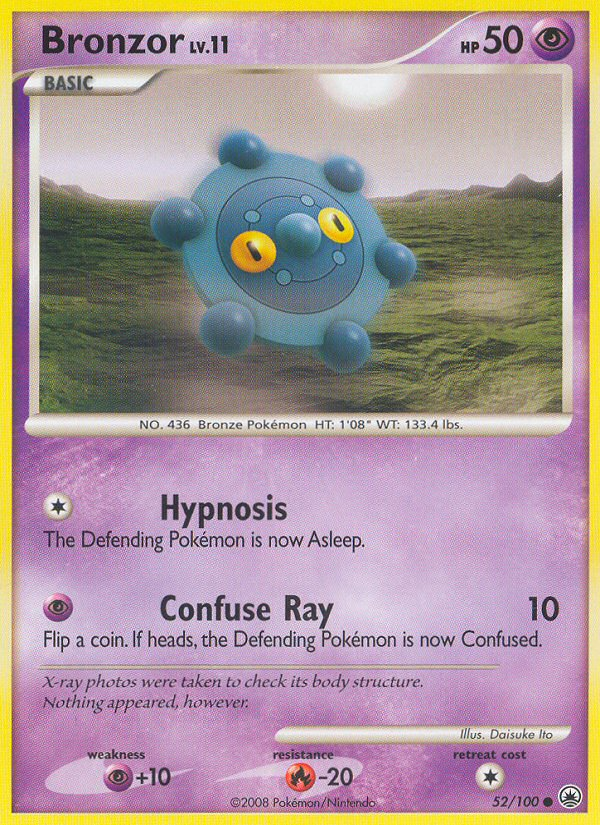 Bronzor LV.11 HP 50
BASIC
NO. 436 Bronze Pokémon HT: 1'08" WT: 133.4 lbs.
Hypnosis
The Defending Pokémon is now Asleep.
Confuse Ray 10
Flip a coin. If heads, the Defending Pokémon is now Confused.
X-ray photos were taken to check its body structure.
Nothing appeared, however.
Illus. Daisuke Ito
weakness resistance retreat cost
+10 -20
©2008 Pokémon/Nintendo 52/100